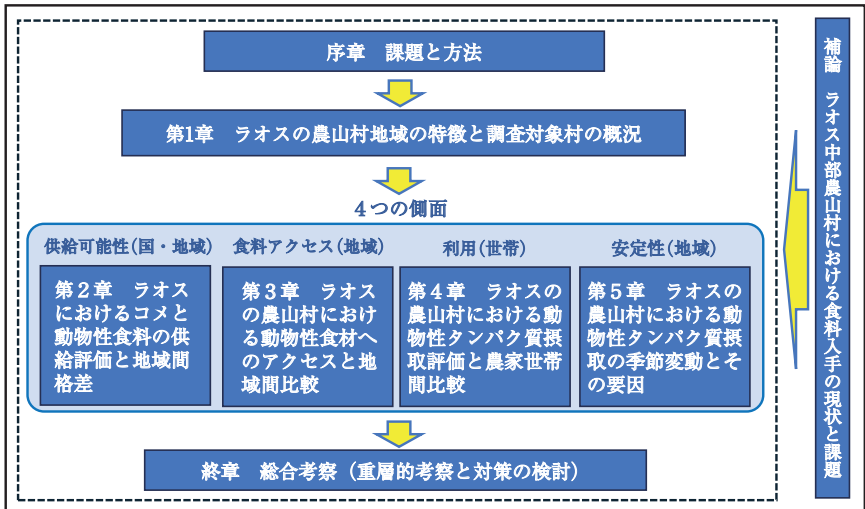 序章　課題と方法
第1章　ラオスの農山村地域の特徴と調査対象村の概況
４つの側面
供給可能性(国・地域)
第２章　ラオス
におけるコメと
動物性食料の供
給評価と地域間
格差
食料アクセス(地域)
第３章　ラオス
の農山村におけ
る動物性食材へ
のアクセスと地
域間比較
利用(世帯)
第４章　ラオスの
農山村における動
物性タンパク質摂
取評価と農家世帯
間比較
安定性(地域)
第５章　ラオスの
農山村における動
物性タンパク質摂
取の季節変動とそ
の要因
終章　総合考察（重層的考察と対策の検討）
補論　ラオス中部農山村における食料入手の現状と課題